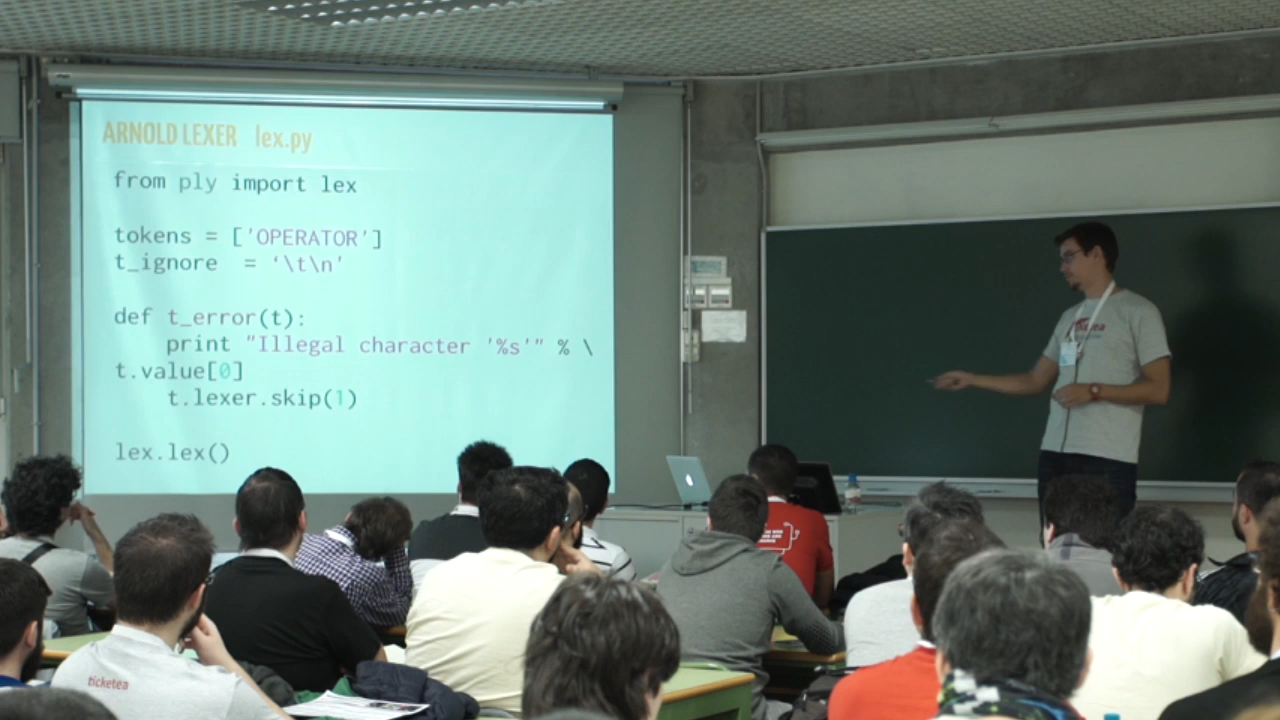 ARNOLD LEXER lex.py
from ply import lex
tokens = ['OPERATOR']
t_ignore = '\t\n'
def t_error(t):
print "Illegal character '%s'" % \
t.value[0]
t.lexer.skip(1)
lex.lex()
ticketea